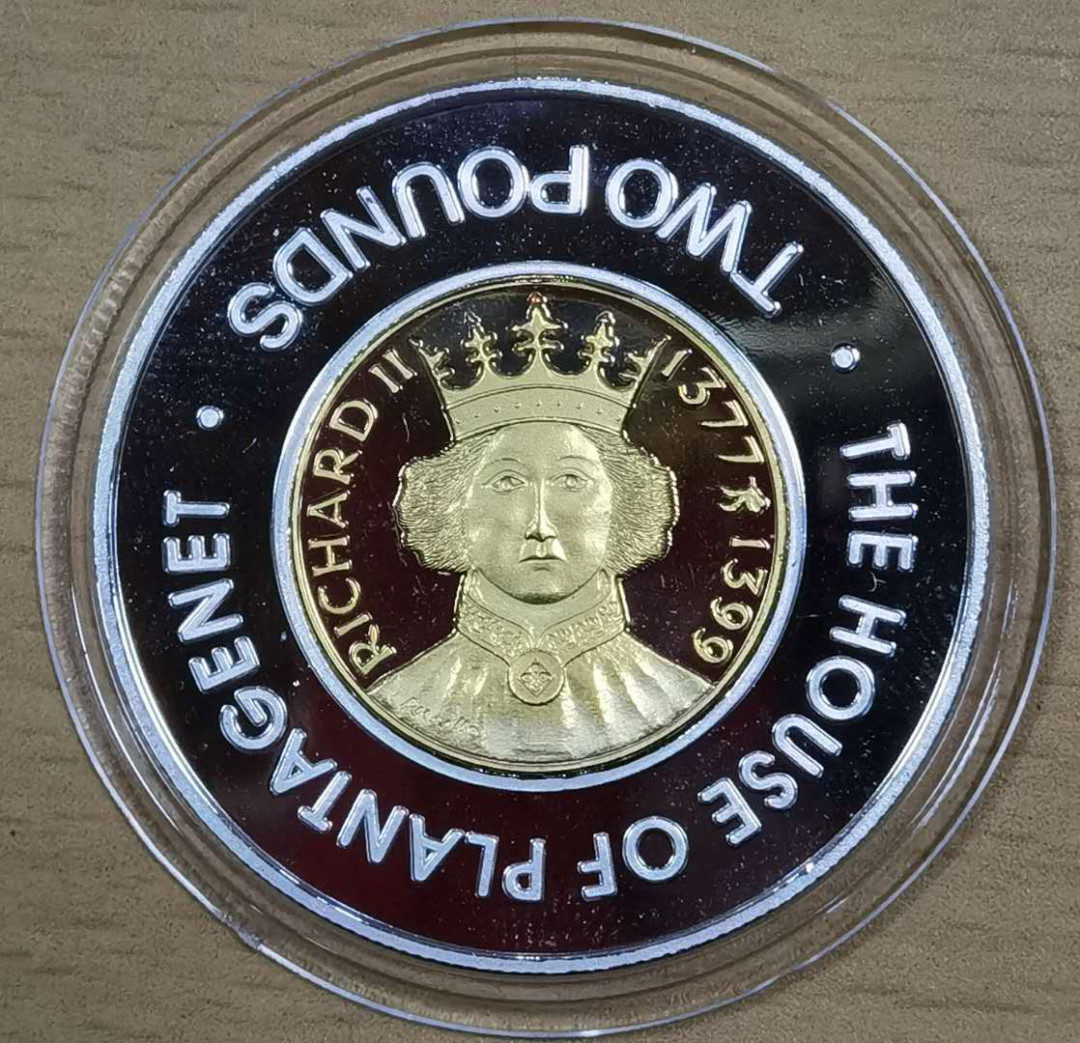 THE HOUSE OF PLANTAGENET
TWO POUNDS
RICHARD II 1377 1399